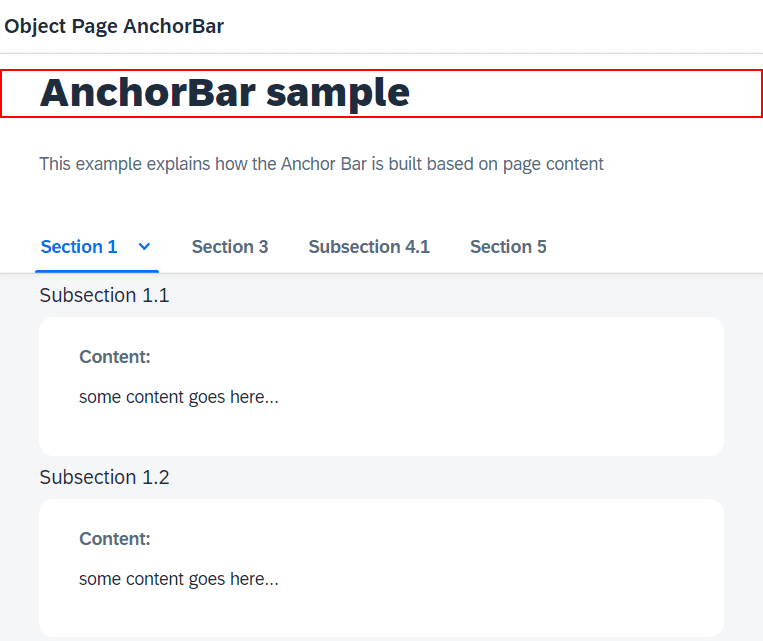 Object Page AnchorBar
AnchorBar sample
This example explains how the Anchor Bar is built based on page content
Section 1 Section 3 Subsection 4.1 Section 5
Subsection 1.1
Content:
some content goes here...
Subsection 1.2
Content:
some content goes here...